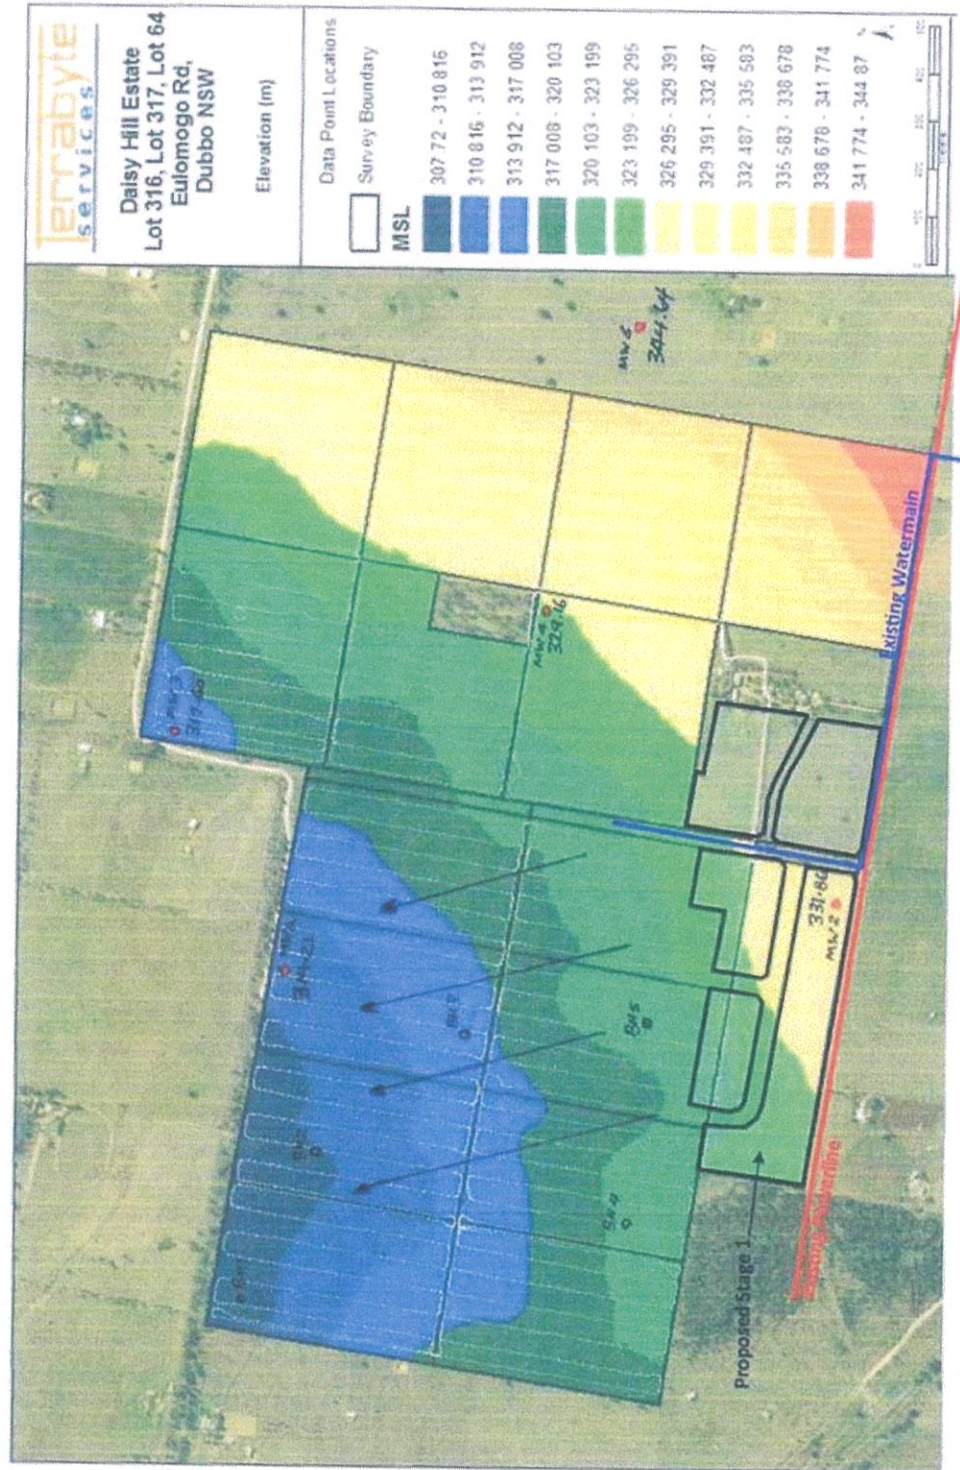 Terrabyte
services
Daisy Hill Estate
Lot 316, Lot 317, Lot 64
Eulomogo Rd,
Dubbo NSW
Elevation (m)
Data Point Locations
Survey Boundary
MSL
307 72 - 310 816
310 816 - 313 912
313 912 - 317 008
317 008 - 320 103
320 103 - 323 199
323 199 - 326 295
326 295 - 329 391
329 391 - 332 487
332 487 - 335 583
335 583 - 338 678
338 678 - 341 774
341 774 - 344 87
MW 5
344.64
MW 4
324.16
BH5
331.86
MW 2
Existing Watermain
Existing Powerline
Proposed Stage 1